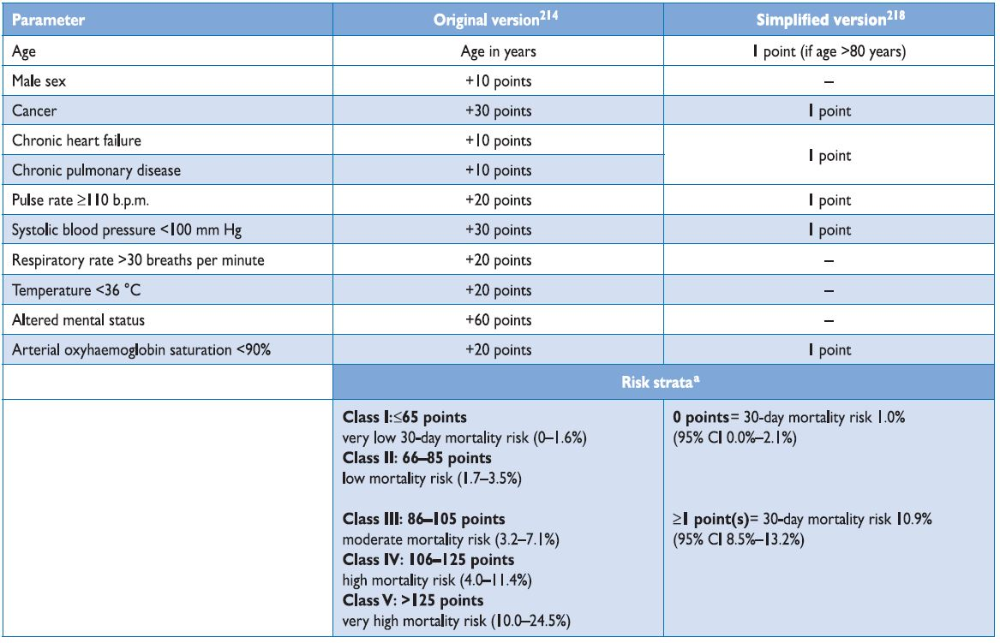 Parameter Original version214 Simplified version218
Age Age in years 1 point (if age >80 years)
Male sex +10 points –
Cancer +30 points 1 point
Chronic heart failure +10 points
1 point
Chronic pulmonary disease +10 points
Pulse rate ≥110 b.p.m. +20 points 1 point
Systolic blood pressure <100 mm Hg +30 points 1 point
Respiratory rate >30 breaths per minute +20 points –
Temperature <36 °C +20 points –
Altered mental status +60 points –
Arterial oxyhaemoglobin saturation <90% +20 points 1 point
Risk strataa
Class I:≤65 points
very low 30-day mortality risk (0–1.6%)
Class II: 66–85 points
low mortality risk (1.7–3.5%)
0 points= 30-day mortality risk 1.0%
(95% CI 0.0%–2.1%)
Class III: 86–105 points
moderate mortality risk (3.2–7.1%)
Class IV: 106–125 points
high mortality risk (4.0–11.4%)
Class V: >125 points
very high mortality risk (10.0–24.5%)
≥1 point(s)= 30-day mortality risk 10.9%
(95% CI 8.5%–13.2%)